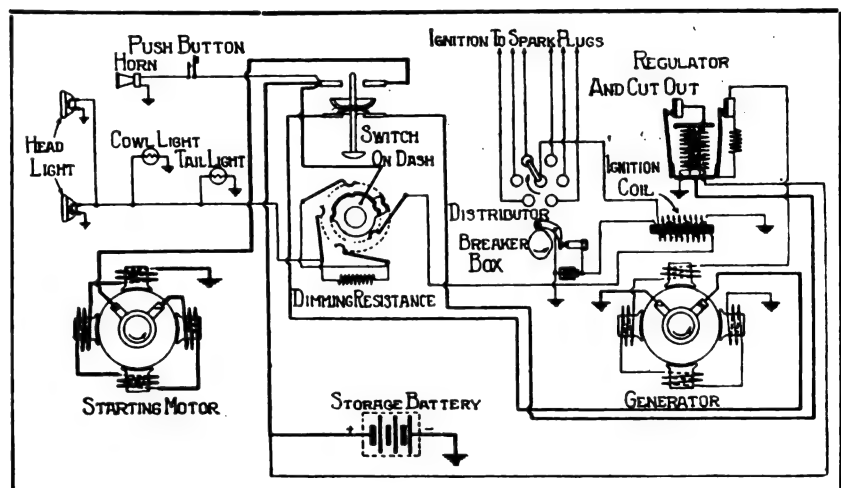 PUSH BUTTON
HORN
IGNITION TO SPARK PLUGS
REGULATOR
AND CUT OUT
HEAD
LIGHT
COWL LIGHT
TAIL LIGHT
SWITCH
ON DASH
IGNITION
COIL
DISTRIBUTOR
BREAKER
BOX
DIMMING RESISTANCE
STARTING MOTOR
STORAGE BATTERY
+ −
GENERATOR